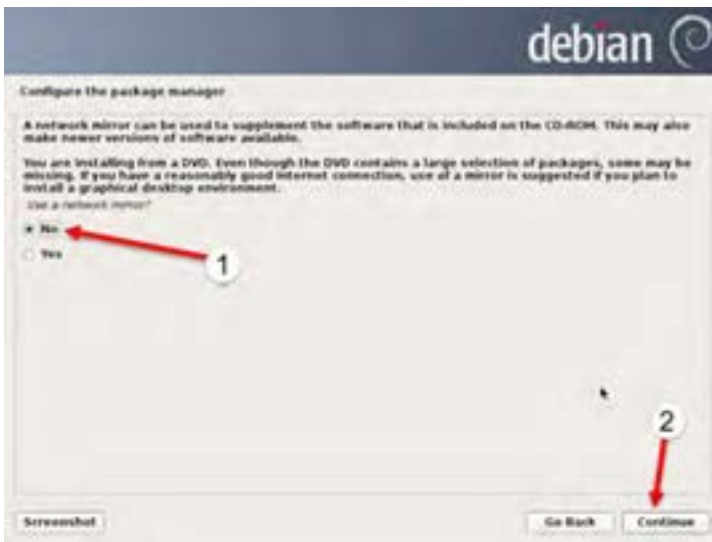 debian
Configure the package manager
A network mirror can be used to supplement the software that is included on the CD-ROM. This may also
make newer versions of software available.
You are installing from a DVD. Even though the DVD contains a large selection of packages, some may be
missing. If you have a reasonably good Internet connection, use of a mirror is suggested if you plan to
install a graphical desktop environment.
Use a network mirror?
No
Yes
1
2
Screenshot
Go Back
Continue